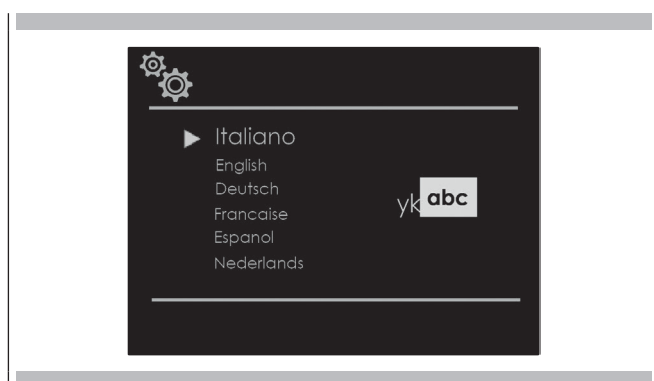 Italiano
English
Deutsch
Francaise
Espanol
Nederlands
yk abc